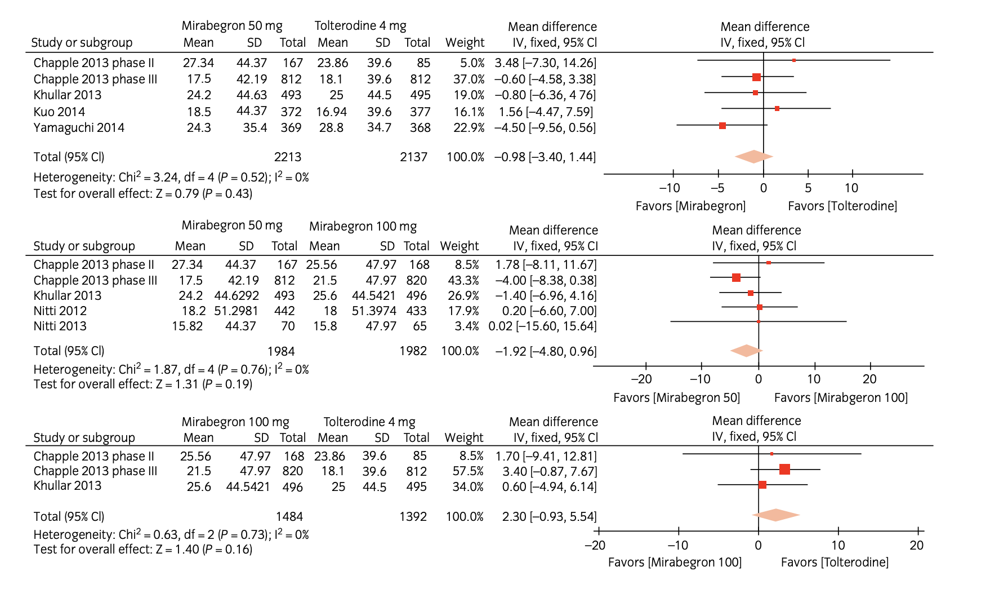 Mirabegron 50 mg Tolterodine 4 mg Mean difference Mean difference
Study or subgroup Mean SD Total Mean SD Total Weight IV, fixed, 95% CI IV, fixed, 95% CI
Chapple 2013 phase II 27.34 44.37 167 23.86 39.6 85 5.0% 3.48 [–7.30, 14.26]
Chapple 2013 phase III 17.5 42.19 812 18.1 39.6 812 37.0% –0.60 [–4.58, 3.38]
Khullar 2013 24.2 44.63 493 25 44.5 495 19.0% –0.80 [–6.36, 4 76]
Kuo 2014 18.5 44.37 372 16.94 39.6 377 16.1% 1.56 [–4.47, 7.59]
Yamaguchi 2014 24.3 35.4 369 28.8 34.7 368 22.9% –4.50 [–9.56, 0.56]
Total (95% CI) 2213 2137 100.0% –0.98 [–3.40, 1.44]
Heterogeneity: Chi² = 3.24, df = 4 (P = 0.52); I² = 0%
Test for overall effect: Z = 0.79 (P = 0.43)
–10 –5 0 5 10
Favors [Mirabegron] Favors [Tolterodine]
Mirabegron 50 mg Mirabegron 100 mg Mean difference Mean difference
Study or subgroup Mean SD Total Mean SD Total Weight IV, fixed, 95% CI IV, fixed, 95% CI
Chapple 2013 phase II 27.34 44.37 167 25.56 47.97 168 8.5% 1.78 [–8.11, 11.67]
Chapple 2013 phase III 17.5 42.19 812 21.5 47.97 820 43.3% –4.00 [–8.38, 0.38]
Khullar 2013 24.2 44.6292 493 25.6 44.5421 496 26.9% –1.40 [–6.96, 4.16]
Nitti 2012 18.2 51.2981 442 18 51.3974 433 17.9% 0.20 [–6.60, 7.00]
Nitti 2013 15.82 44.37 70 15.8 47.97 65 3.4% 0.02 [–15.60, 15.64]
Total (95% CI) 1984 1982 100.0% –1.92 [–4.80, 0.96]
Heterogeneity: Chi² = 1.87, df = 4 (P = 0.76); I² = 0%
Test for overall effect: Z = 1.31 (P = 0.19)
–20 –10 0 10 20
Favors [Mirabegron 50] Favors [Mirabgeron 100]
Mirabegron 100 mg Tolterodine 4 mg Mean difference Mean difference
Study or subgroup Mean SD Total Mean SD Total Weight IV, fixed, 95% CI IV, fixed, 95% CI
Chapple 2013 phase II 25.56 47.97 168 23.86 39.6 85 8.5% 1.70 [–9.41, 12.81]
Chapple 2013 phase III 21.5 47.97 820 18.1 39.6 812 57.5% 3.40 [–0.87, 7.67]
Khullar 2013 25.6 44.5421 496 25 44.5 495 34.0% 0.60 [–4.94, 6.14]
Total (95% CI) 1484 1392 100.0% 2.30 [–0.93, 5.54]
Heterogeneity: Chi² = 0.63, df = 2 (P = 0.73); I² = 0%
Test for overall effect: Z = 1.40 (P = 0.16)
–20 –10 0 10 20
Favors [Mirabegron 100] Favors [Tolterodine]